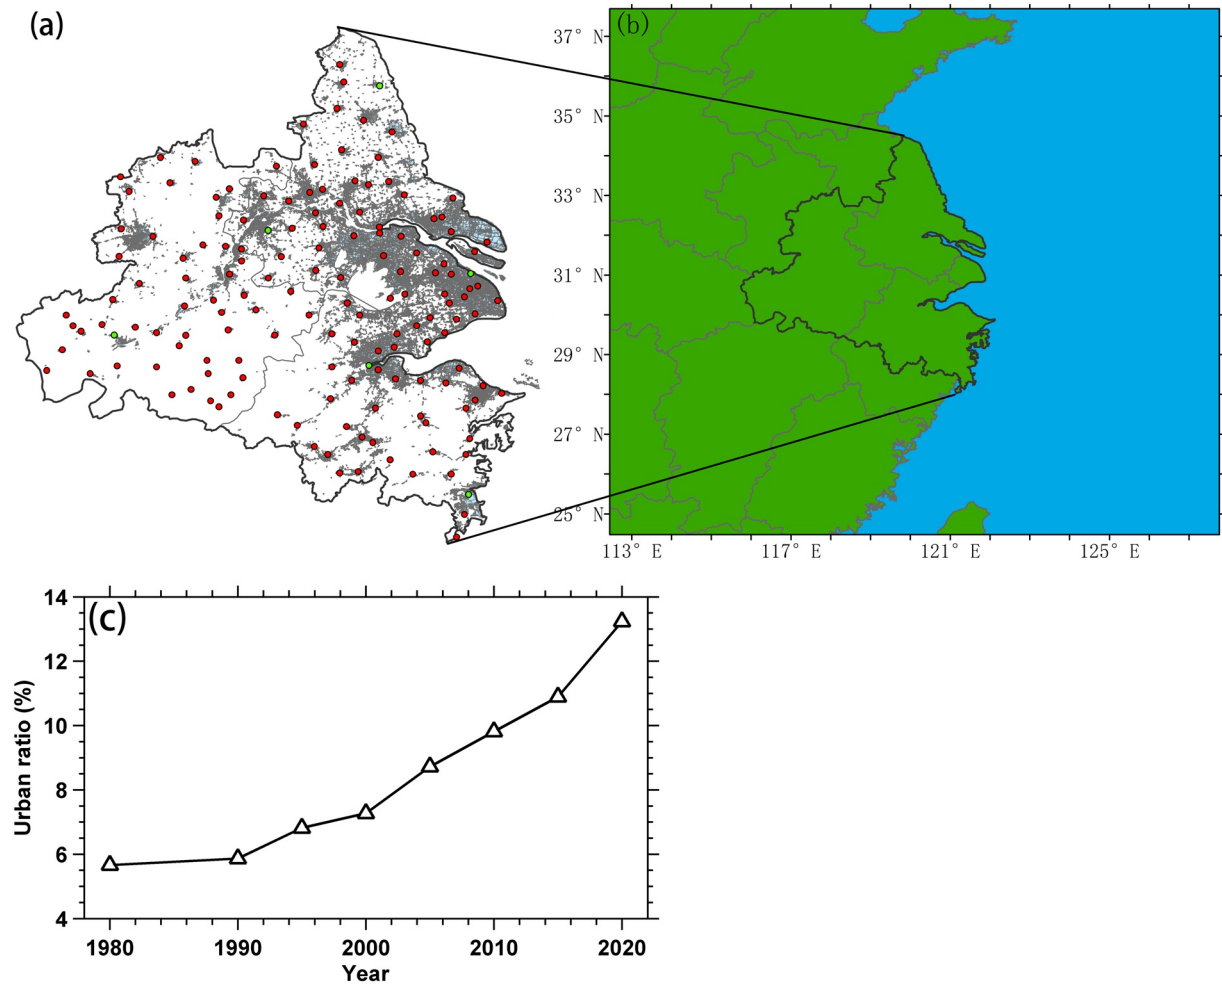 (a)
(b)
37° N
35° N
33° N
31° N
29° N
27° N
25° N
113° E 117° E 121° E 125° E
(c)
Urban ratio (%)
14
12
10
8
6
4
1980 1990 2000 2010 2020
Year